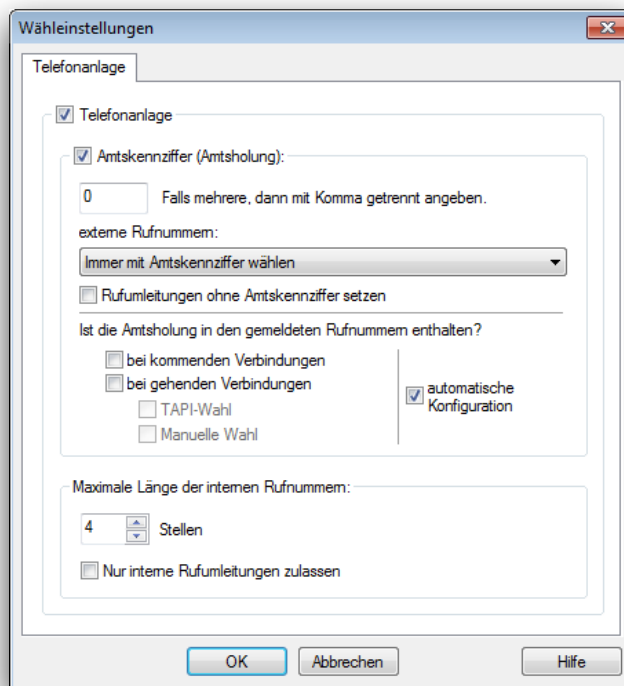 Wähleinstellungen
Telefonanlage
Telefonanlage
Amtskennziffer (Amtsholung):
0 Falls mehrere, dann mit Komma getrennt angeben.
externe Rufnummern:
Immer mit Amtskennziffer wählen
Rufumleitungen ohne Amtskennziffer setzen
Ist die Amtsholung in den gemeldeten Rufnummern enthalten?
bei kommenden Verbindungen
bei gehenden Verbindungen
TAPI-Wahl
Manuelle Wahl
automatische
Konfiguration
Maximale Länge der internen Rufnummern:
4 Stellen
Nur interne Rufumleitungen zulassen
OK Abbrechen Hilfe